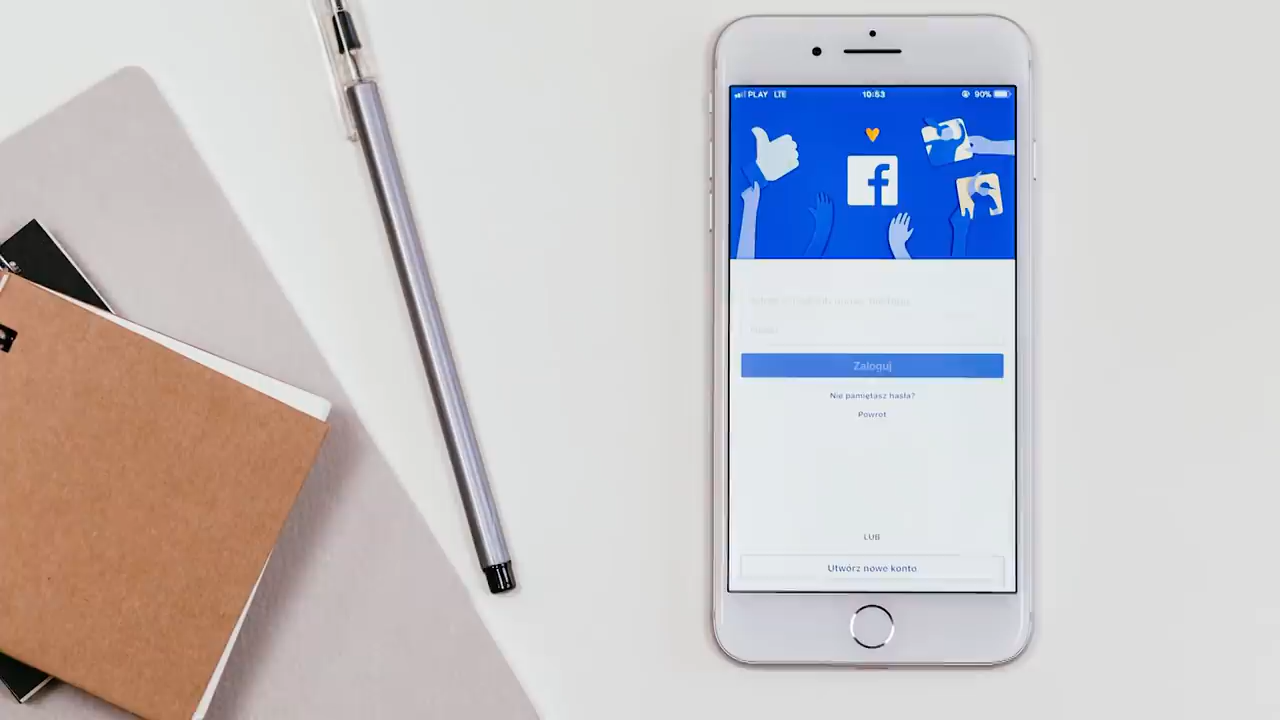 PLAY LTE 10:53 90%
Zaloguj
Nie pamiętasz hasła?
Powrót
LUB
Utwórz nowe konto